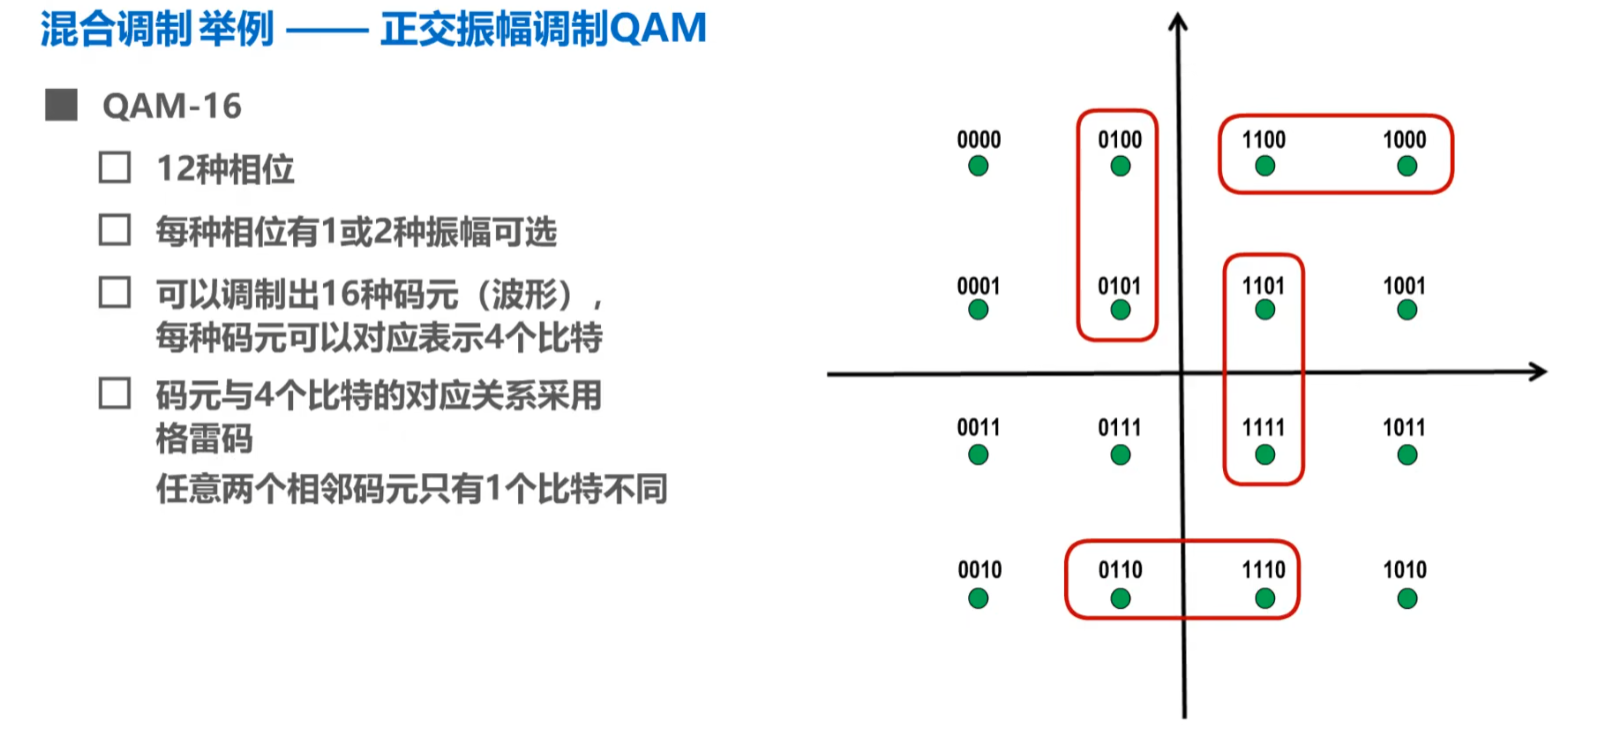 混合调制 举例 —— 正交振幅调制QAM
QAM-16
12种相位
每种相位有1或2种振幅可选
可以调制出16种码元（波形），
每种码元可以对应表示4个比特
码元与4个比特的对应关系采用
格雷码
任意两个相邻码元只有1个比特不同
0000 0100 1100 1000
0001 0101 1101 1001
0011 0111 1111 1011
0010 0110 1110 1010